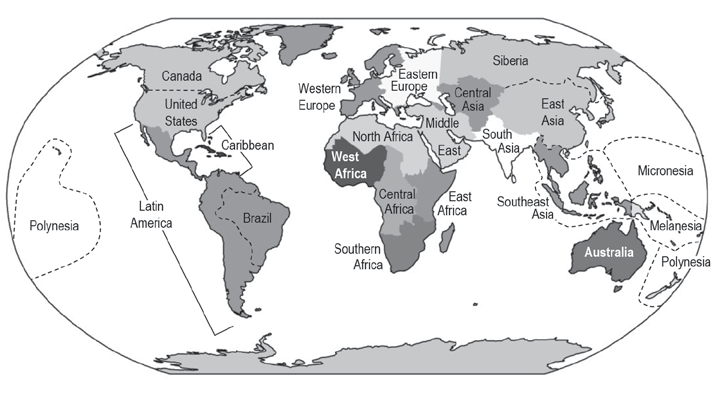 Canada
United
States
Caribbean
Latin
America
Brazil
Polynesia
Western
Europe
Eastern
Europe
Siberia
Central
Asia
East
Asia
Middle
East
South
Asia
North Africa
West
Africa
Central
Africa
East
Africa
Southern
Africa
Southeast
Asia
Micronesia
Melanesia
Australia
Polynesia